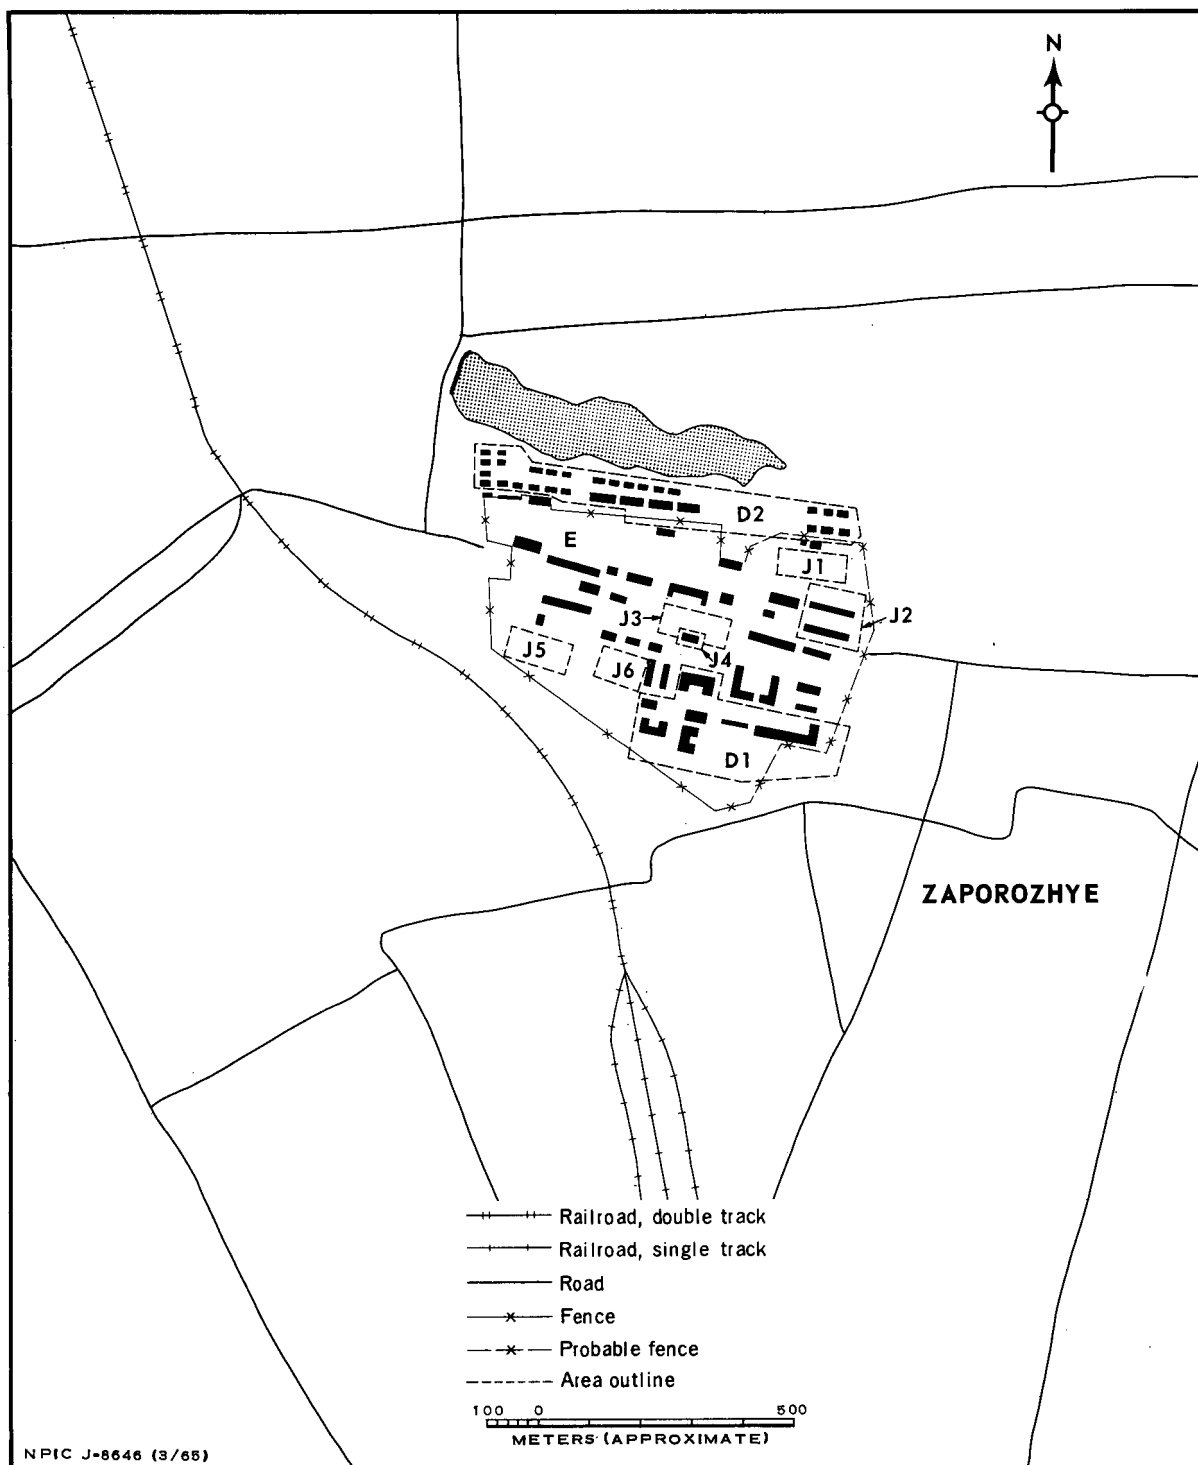 N
D2
E
J1
J2
J3
J4
J5
J6
D1
ZAPOROZHYE
Railroad, double track
Railroad, single track
Road
Fence
Probable fence
Area outline
100 0 500
METERS (APPROXIMATE)
NPIC J-8646 (3/65)